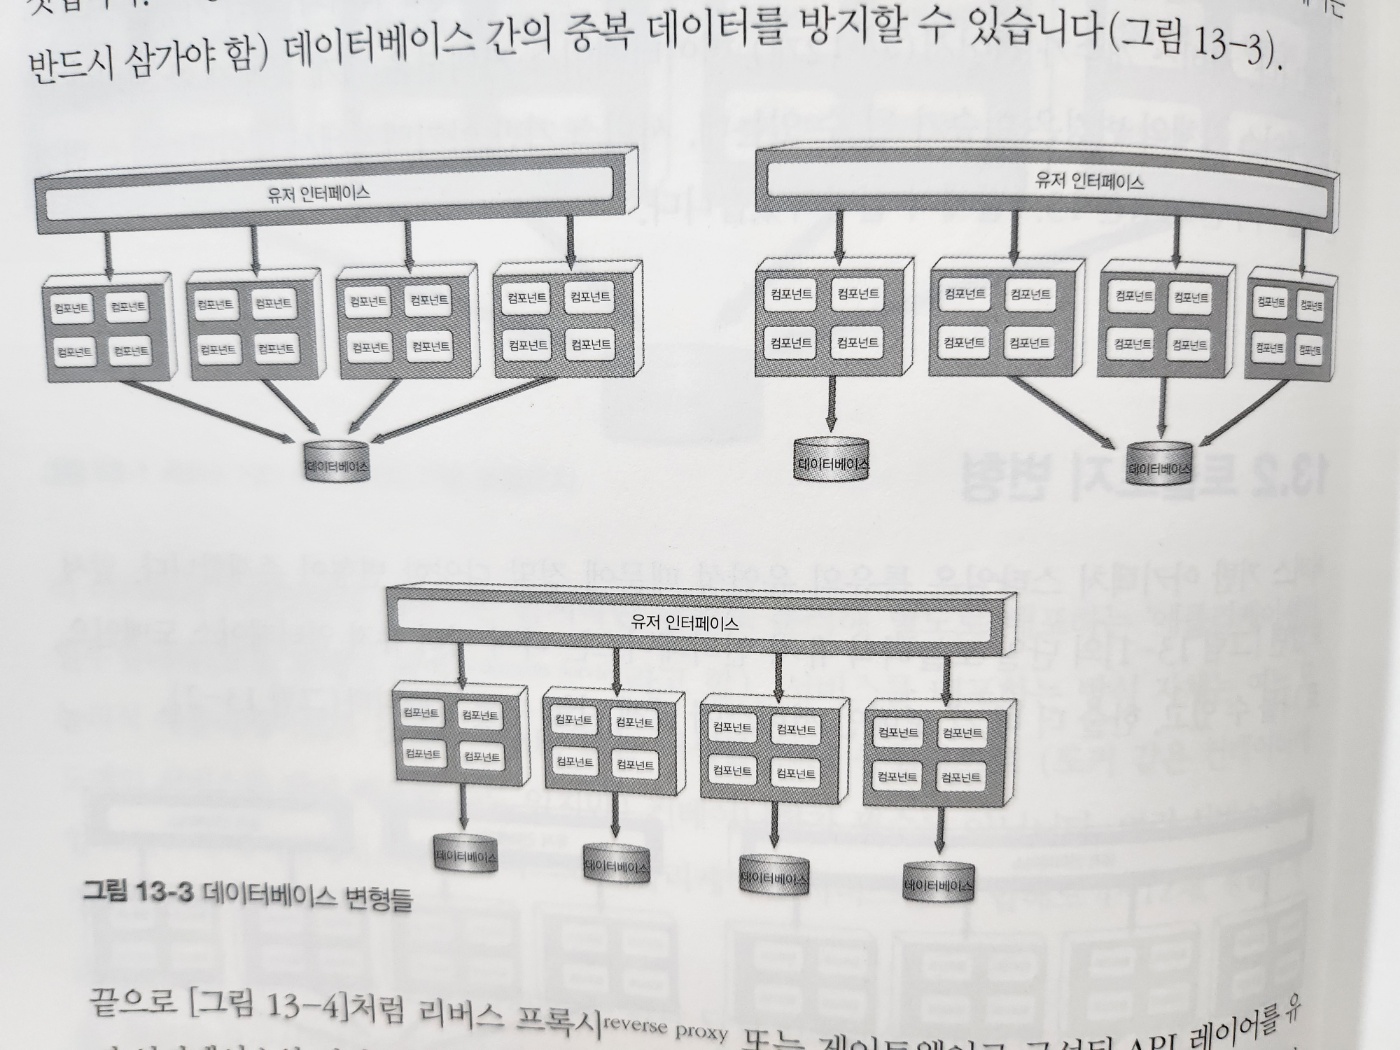 반드시 삼가야 함) 데이터베이스 간의 중복 데이터를 방지할 수 있습니다(그림 13-3).
유저 인터페이스
컴포넌트 컴포넌트 컴포넌트 컴포넌트 컴포넌트 컴포넌트 컴포넌트 컴포넌트
컴포넌트 컴포넌트 컴포넌트 컴포넌트 컴포넌트 컴포넌트 컴포넌트 컴포넌트
데이터베이스
유저 인터페이스
컴포넌트 컴포넌트 컴포넌트 컴포넌트 컴포넌트 컴포넌트 컴포넌트 컴포넌트
컴포넌트 컴포넌트 컴포넌트 컴포넌트 컴포넌트 컴포넌트 컴포넌트 컴포넌트
데이터베이스 데이터베이스
유저 인터페이스
컴포넌트 컴포넌트 컴포넌트 컴포넌트 컴포넌트 컴포넌트 컴포넌트 컴포넌트
컴포넌트 컴포넌트 컴포넌트 컴포넌트 컴포넌트 컴포넌트 컴포넌트 컴포넌트
데이터베이스 데이터베이스 데이터베이스 데이터베이스
그림 13-3 데이터베이스 변형들
끝으로 [그림 13-4]처럼 리버스 프록시reverse proxy 또는 게이트웨이로 구성된 API 레이어를 유